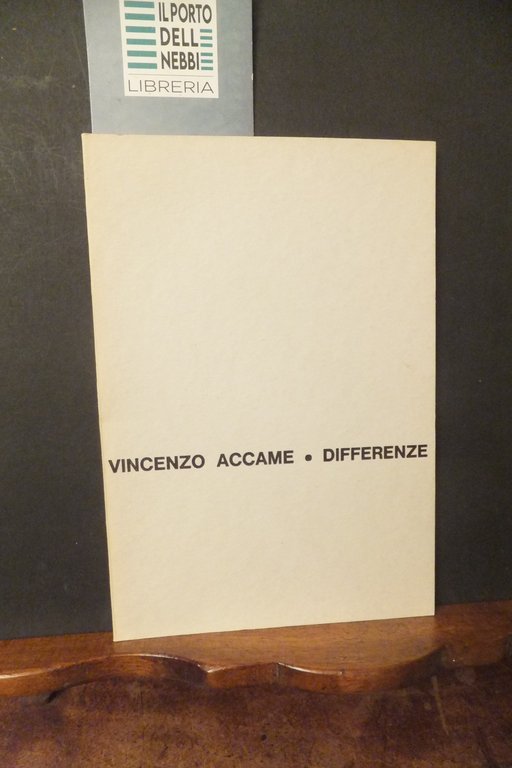 IL PORTO
DELL
NEBBI
LIBRERIA
VINCENZO ACCAME • DIFFERENZE